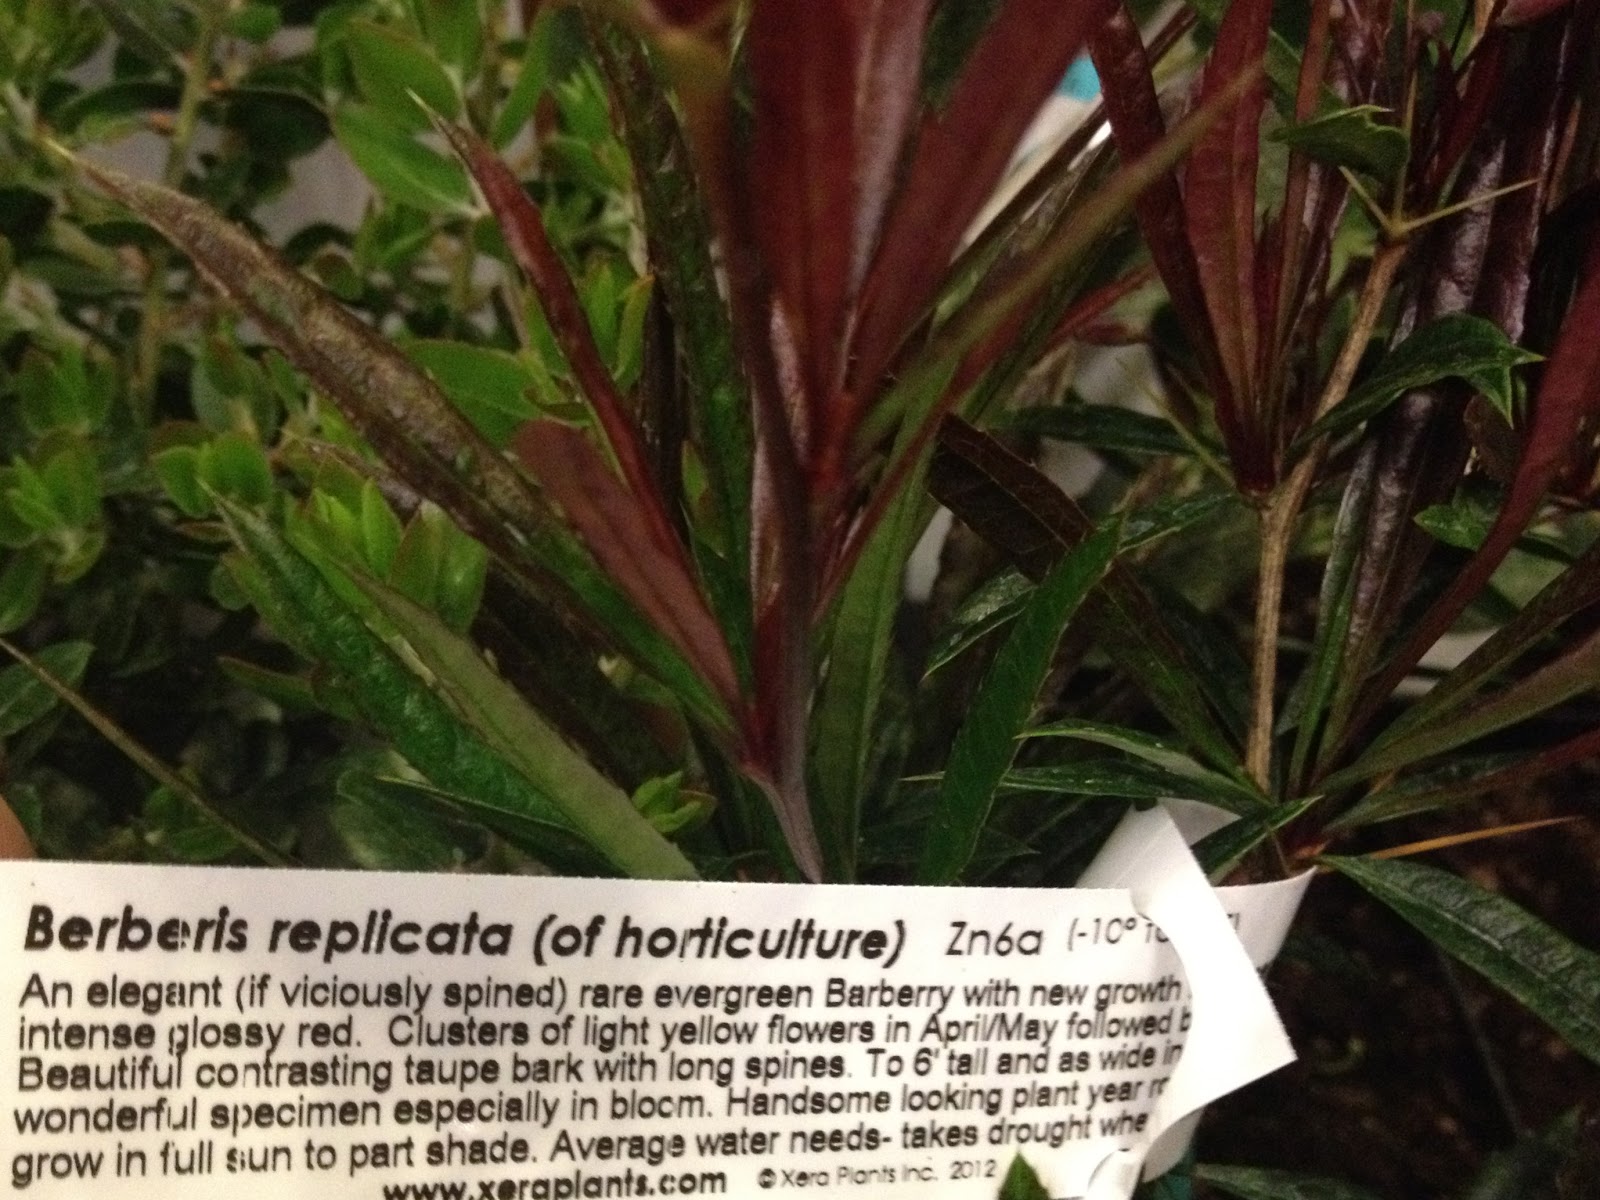 Berberis replicata (of horticulture) Zn6a (-10º
An elegant (if viciously spined) rare evergreen Barberry with new growth
intense glossy red. Clusters of light yellow flowers in April/May followed
Beautiful contrasting taupe bark with long spines. To 6' tall and as wide in
wonderful specimen especially in bloom. Handsome looking plant year
grow in full sun to part shade. Average water needs- takes drought
www.xeraplants.com © Xera Plants Inc. 2012